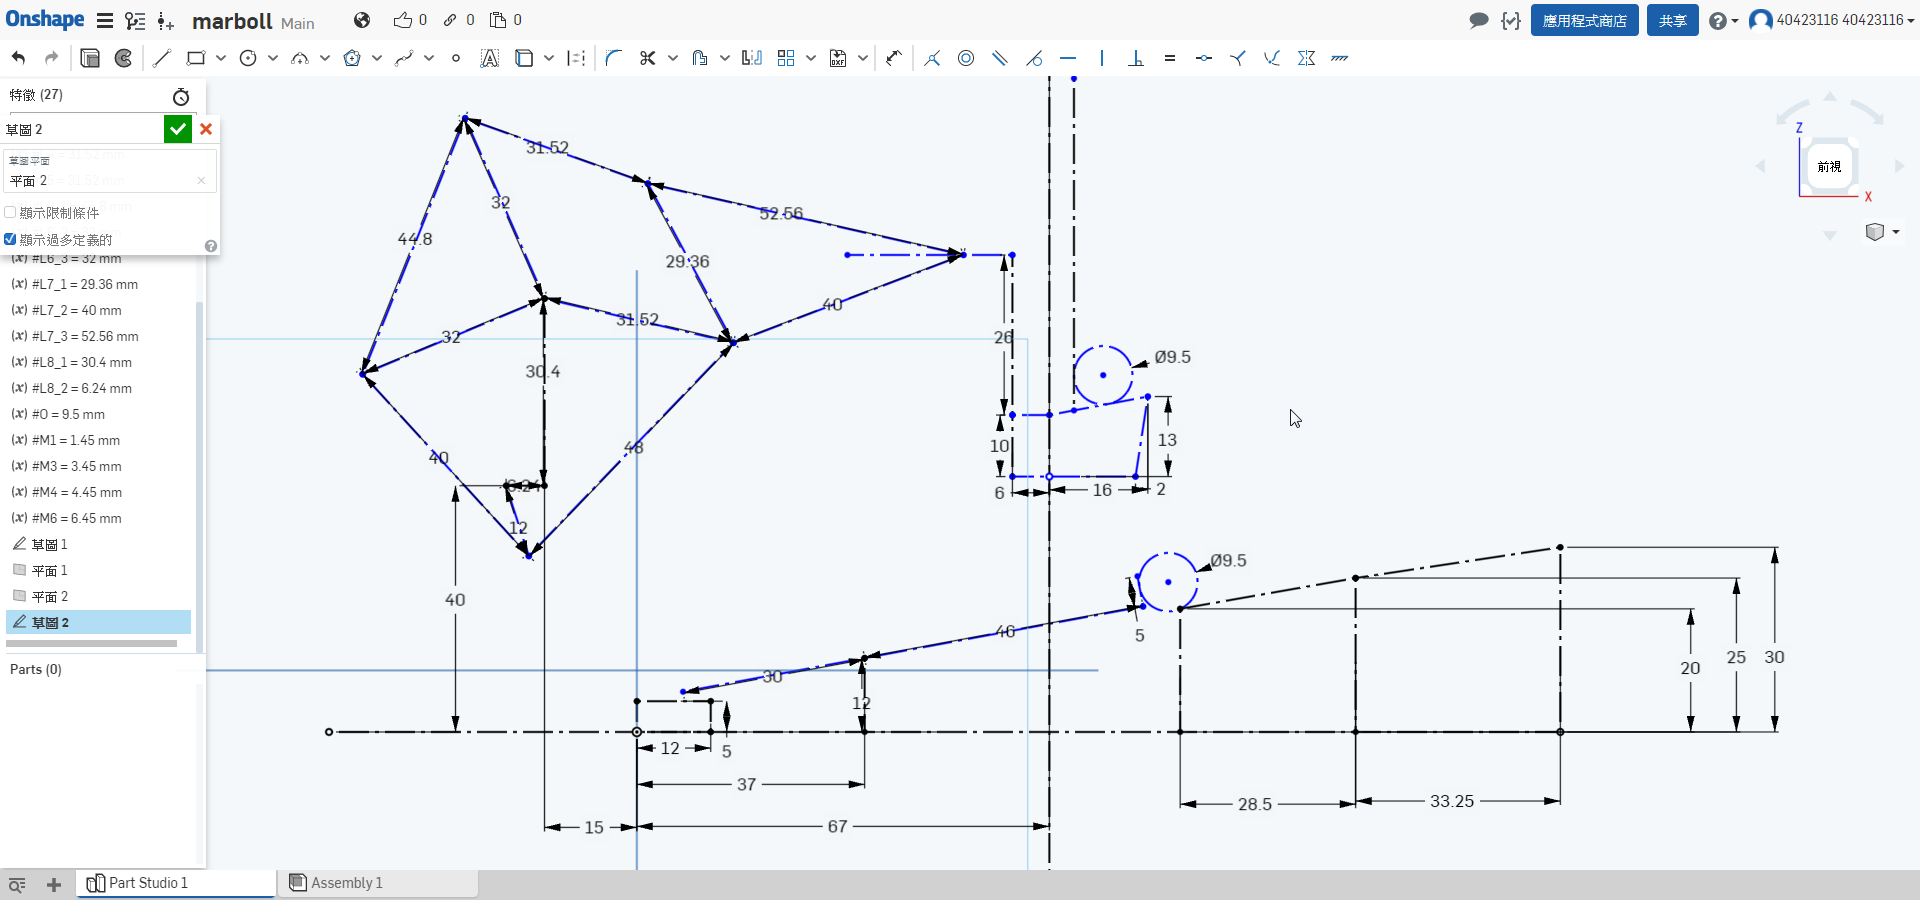 Onshape marboll Main 0 0 0 應用程式商店 共享 40423116 40423116
特徵 (27)
草圖 2
草圖平面
平面 2
顯示限制條件
顯示過多定義的
(x) #L6_3 = 32 mm
(x) #L7_1 = 29.36 mm
(x) #L7_2 = 40 mm
(x) #L7_3 = 52.56 mm
(x) #L8_1 = 30.4 mm
(x) #L8_2 = 6.24 mm
(x) #O = 9.5 mm
(x) #M1 = 1.45 mm
(x) #M3 = 3.45 mm
(x) #M4 = 4.45 mm
(x) #M6 = 6.45 mm
草圖 1
平面 1
平面 2
草圖 2
Parts (0)
31.52
32
52.56
44.8
29.36
40
31.52
32
30.4
26
Ø9.5
40
48
10
13
6.24
6
16
2
12
40
Ø9.5
46
5
30
12
20
25
30
12
5
37
28.5
33.25
15
67
Z
前視
X
Part Studio 1
Assembly 1